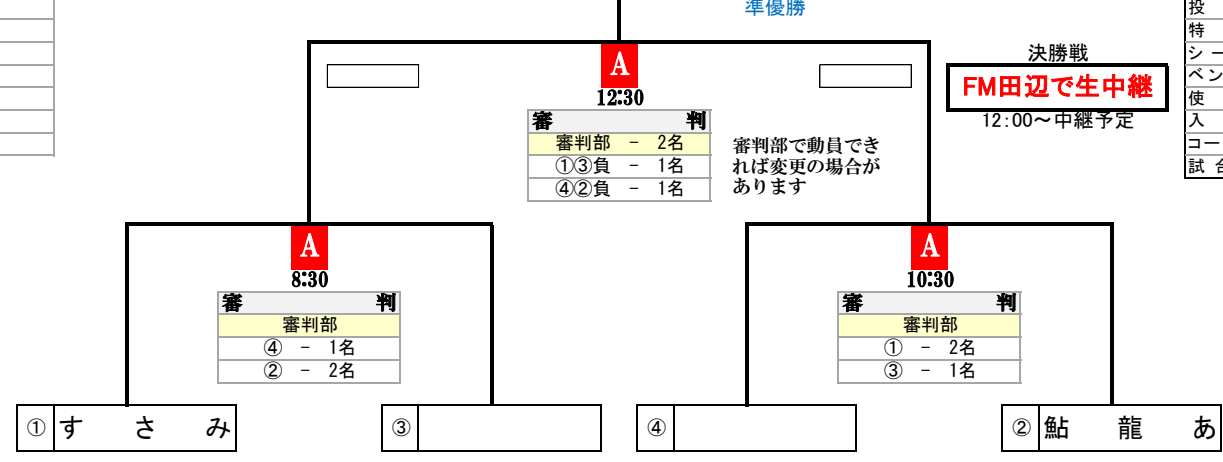 準優勝
投
特
決勝戦
シー
A
ベン
FM田辺で生中継
12:30
使
審 判
12:00～中継予定
入
審判部 － 2名
審判部で動員でき
コー
①③負 － 1名
れば変更の場合が
試合
④②負 － 1名
あります
A
A
8:30
10:30
審 判
審 判
審判部
審判部
④ － 1名
① － 2名
② － 2名
③ － 1名
① すさみ
③
④
② 鮎龍あ